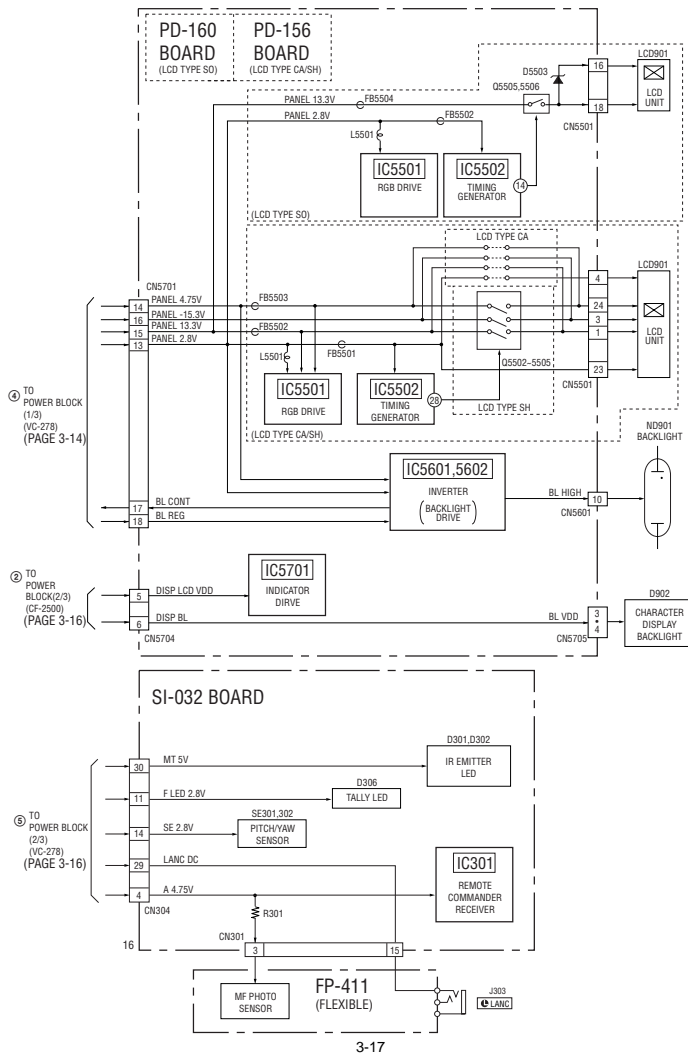 PD-160
BOARD
(LCD TYPE SO)
PD-156
BOARD
(LCD TYPE CA/SH)
D5503
Q5505,5506
16
18
CN5501
LCD901
LCD
UNIT
PANEL 13.3V
FB5504
PANEL 2.8V
FB5502
L5501
IC5501
RGB DRIVE
IC5502
TIMING
GENERATOR
14
(LCD TYPE SO)
LCD TYPE CA
CN5701
14
PANEL 4.75V
FB5503
16
PANEL -15.3V
15
PANEL 13.3V
FB5502
13
PANEL 2.8V
FB5501
L5501
IC5501
RGB DRIVE
IC5502
TIMING
GENERATOR
28
Q5502~5505
LCD TYPE SH
(LCD TYPE CA/SH)
4
24
3
1
23
CN5501
LCD901
LCD
UNIT
④ TO
POWER BLOCK
(1/3)
(VC-278)
(PAGE 3-14)
17
BL CONT
18
BL REG
IC5601,5602
INVERTER
(BACKLIGHT
DRIVE)
BL HIGH
10
CN5601
ND901
BACKLIGHT
② TO
POWER
BLOCK(2/3)
(CF-2500)
(PAGE 3-16)
5
DISP LCD VDD
6
DISP BL
CN5704
IC5701
INDICATOR
DIRVE
BL VDD
3
4
CN5705
D902
CHARACTER
DISPLAY
BACKLIGHT
SI-032 BOARD
30
MT 5V
D301,D302
IR EMITTER
LED
11
F LED 2.8V
D306
TALLY LED
14
SE 2.8V
SE301,302
PITCH/YAW
SENSOR
29
LANC DC
4
A 4.75V
CN304
⑤ TO
POWER BLOCK
(2/3)
(VC-278)
(PAGE 3-16)
IC301
REMOTE
COMMANDER
RECEIVER
R301
16
CN301
3
15
MF PHOTO
SENSOR
FP-411
(FLEXIBLE)
J303
LANC
3-17